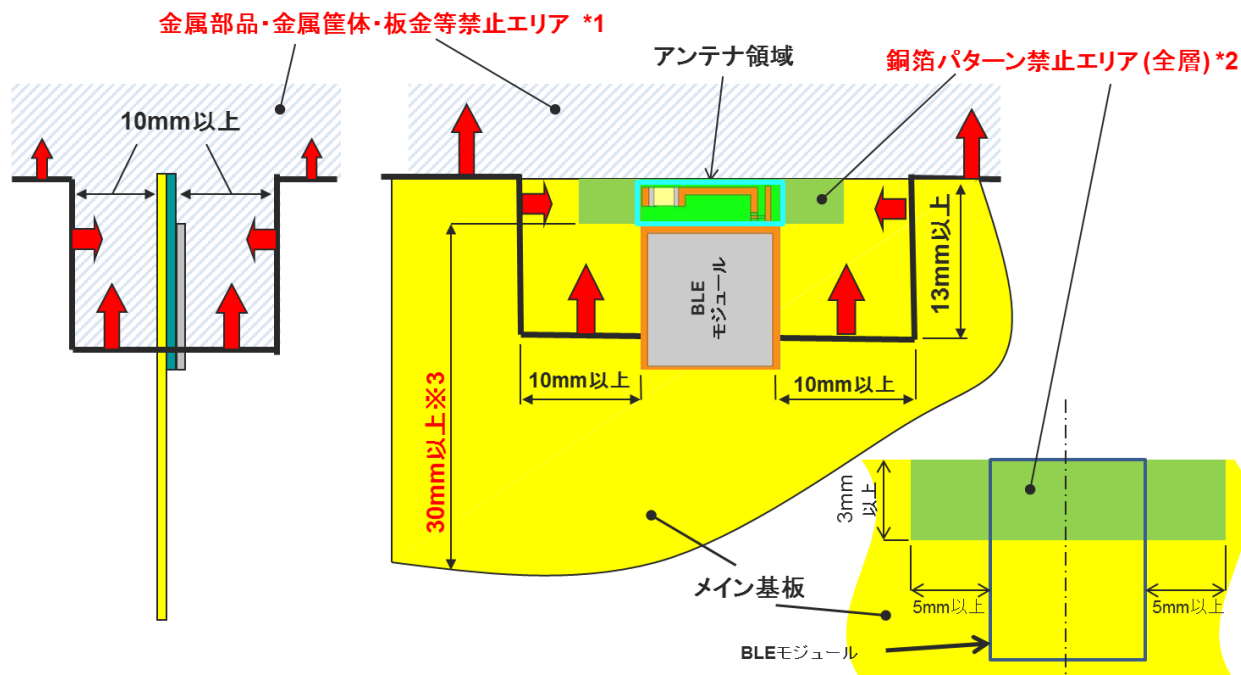 金属部品・金属筐体・板金等禁止エリア *1
アンテナ領域
銅箔パターン禁止エリア(全層)*2
10mm以上
BLE
モジュール
13mm以上
10mm以上
10mm以上
30mm以上※3
3mm
以上
5mm以上
5mm以上
メイン基板
BLEモジュール